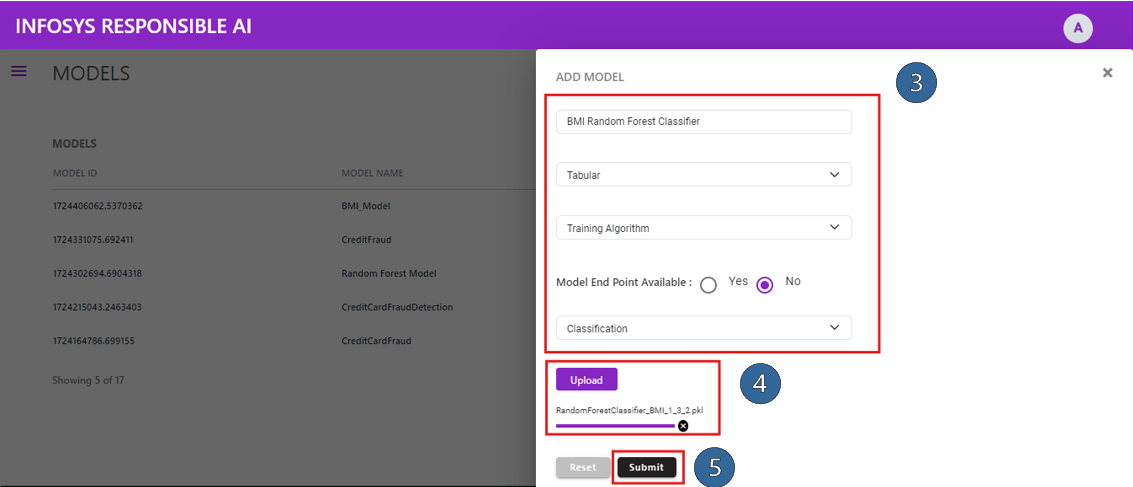 INFOSYS RESPONSIBLE AI
A
MODELS
MODELS
MODEL ID MODEL NAME
1724406062.5370362 BMI_Model
1724331075.692411 CreditFraud
1724302694.6904318 Random Forest Model
1724215043.2463403 CreditCardFraudDetection
1724164786.699155 CreditCardFraud
Showing 5 of 17
ADD MODEL
3
BMI Random Forest Classifier
Tabular
Training Algorithm
Model End Point Available : Yes No
Classification
Upload
4
RandomForestClassifier_BMI_1_3_2.pkl
Reset Submit
5